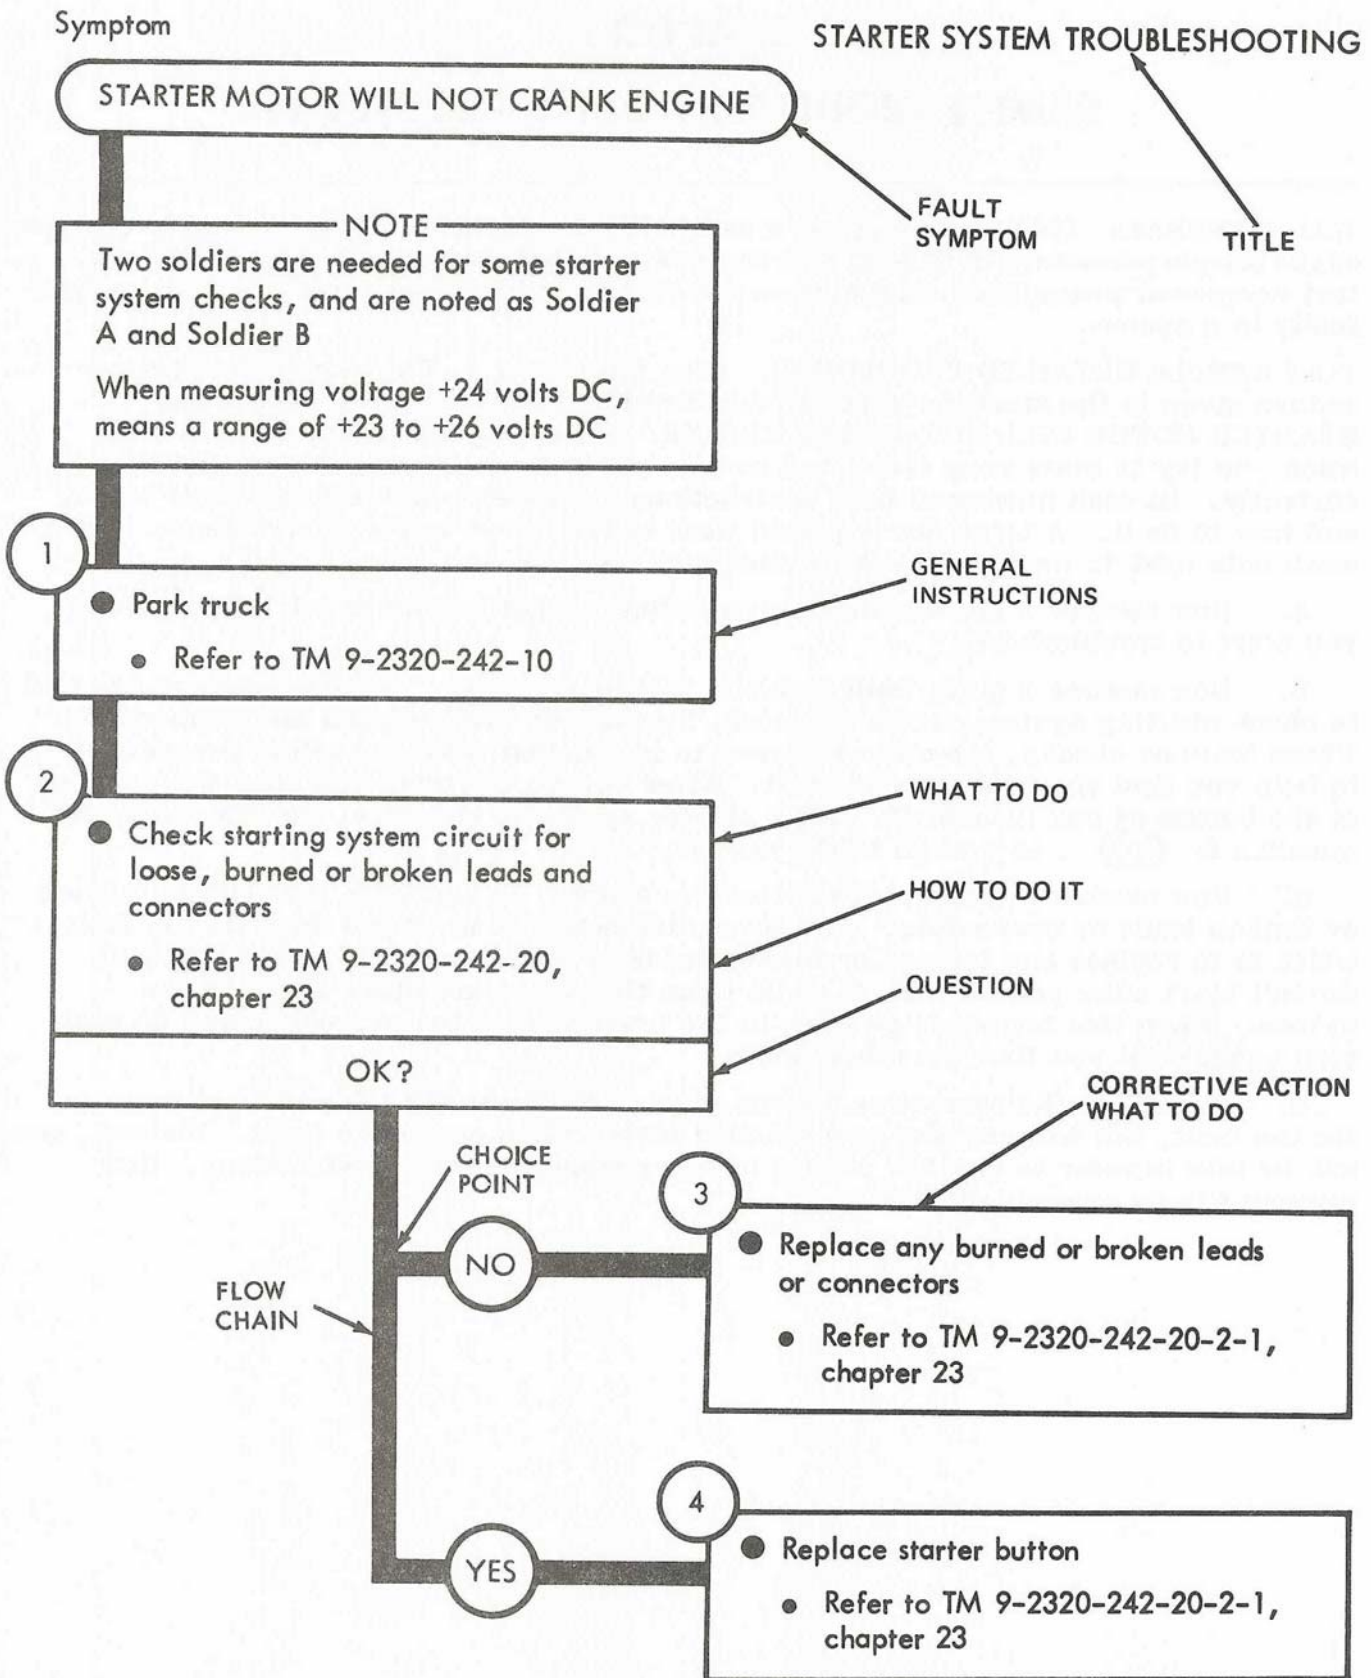 Symptom
STARTER SYSTEM TROUBLESHOOTING
STARTER MOTOR WILL NOT CRANK ENGINE
FAULT
SYMPTOM
TITLE
NOTE
Two soldiers are needed for some starter
system checks, and are noted as Soldier
A and Soldier B
When measuring voltage +24 volts DC,
means a range of +23 to +26 volts DC
1
● Park truck
● Refer to TM 9-2320-242-10
GENERAL
INSTRUCTIONS
2
● Check starting system circuit for
loose, burned or broken leads and
connectors
● Refer to TM 9-2320-242-20,
chapter 23
OK?
WHAT TO DO
HOW TO DO IT
QUESTION
CORRECTIVE ACTION
WHAT TO DO
CHOICE
POINT
NO
FLOW
CHAIN
3
● Replace any burned or broken leads
or connectors
● Refer to TM 9-2320-242-20-2-1,
chapter 23
YES
4
● Replace starter button
● Refer to TM 9-2320-242-20-2-1,
chapter 23